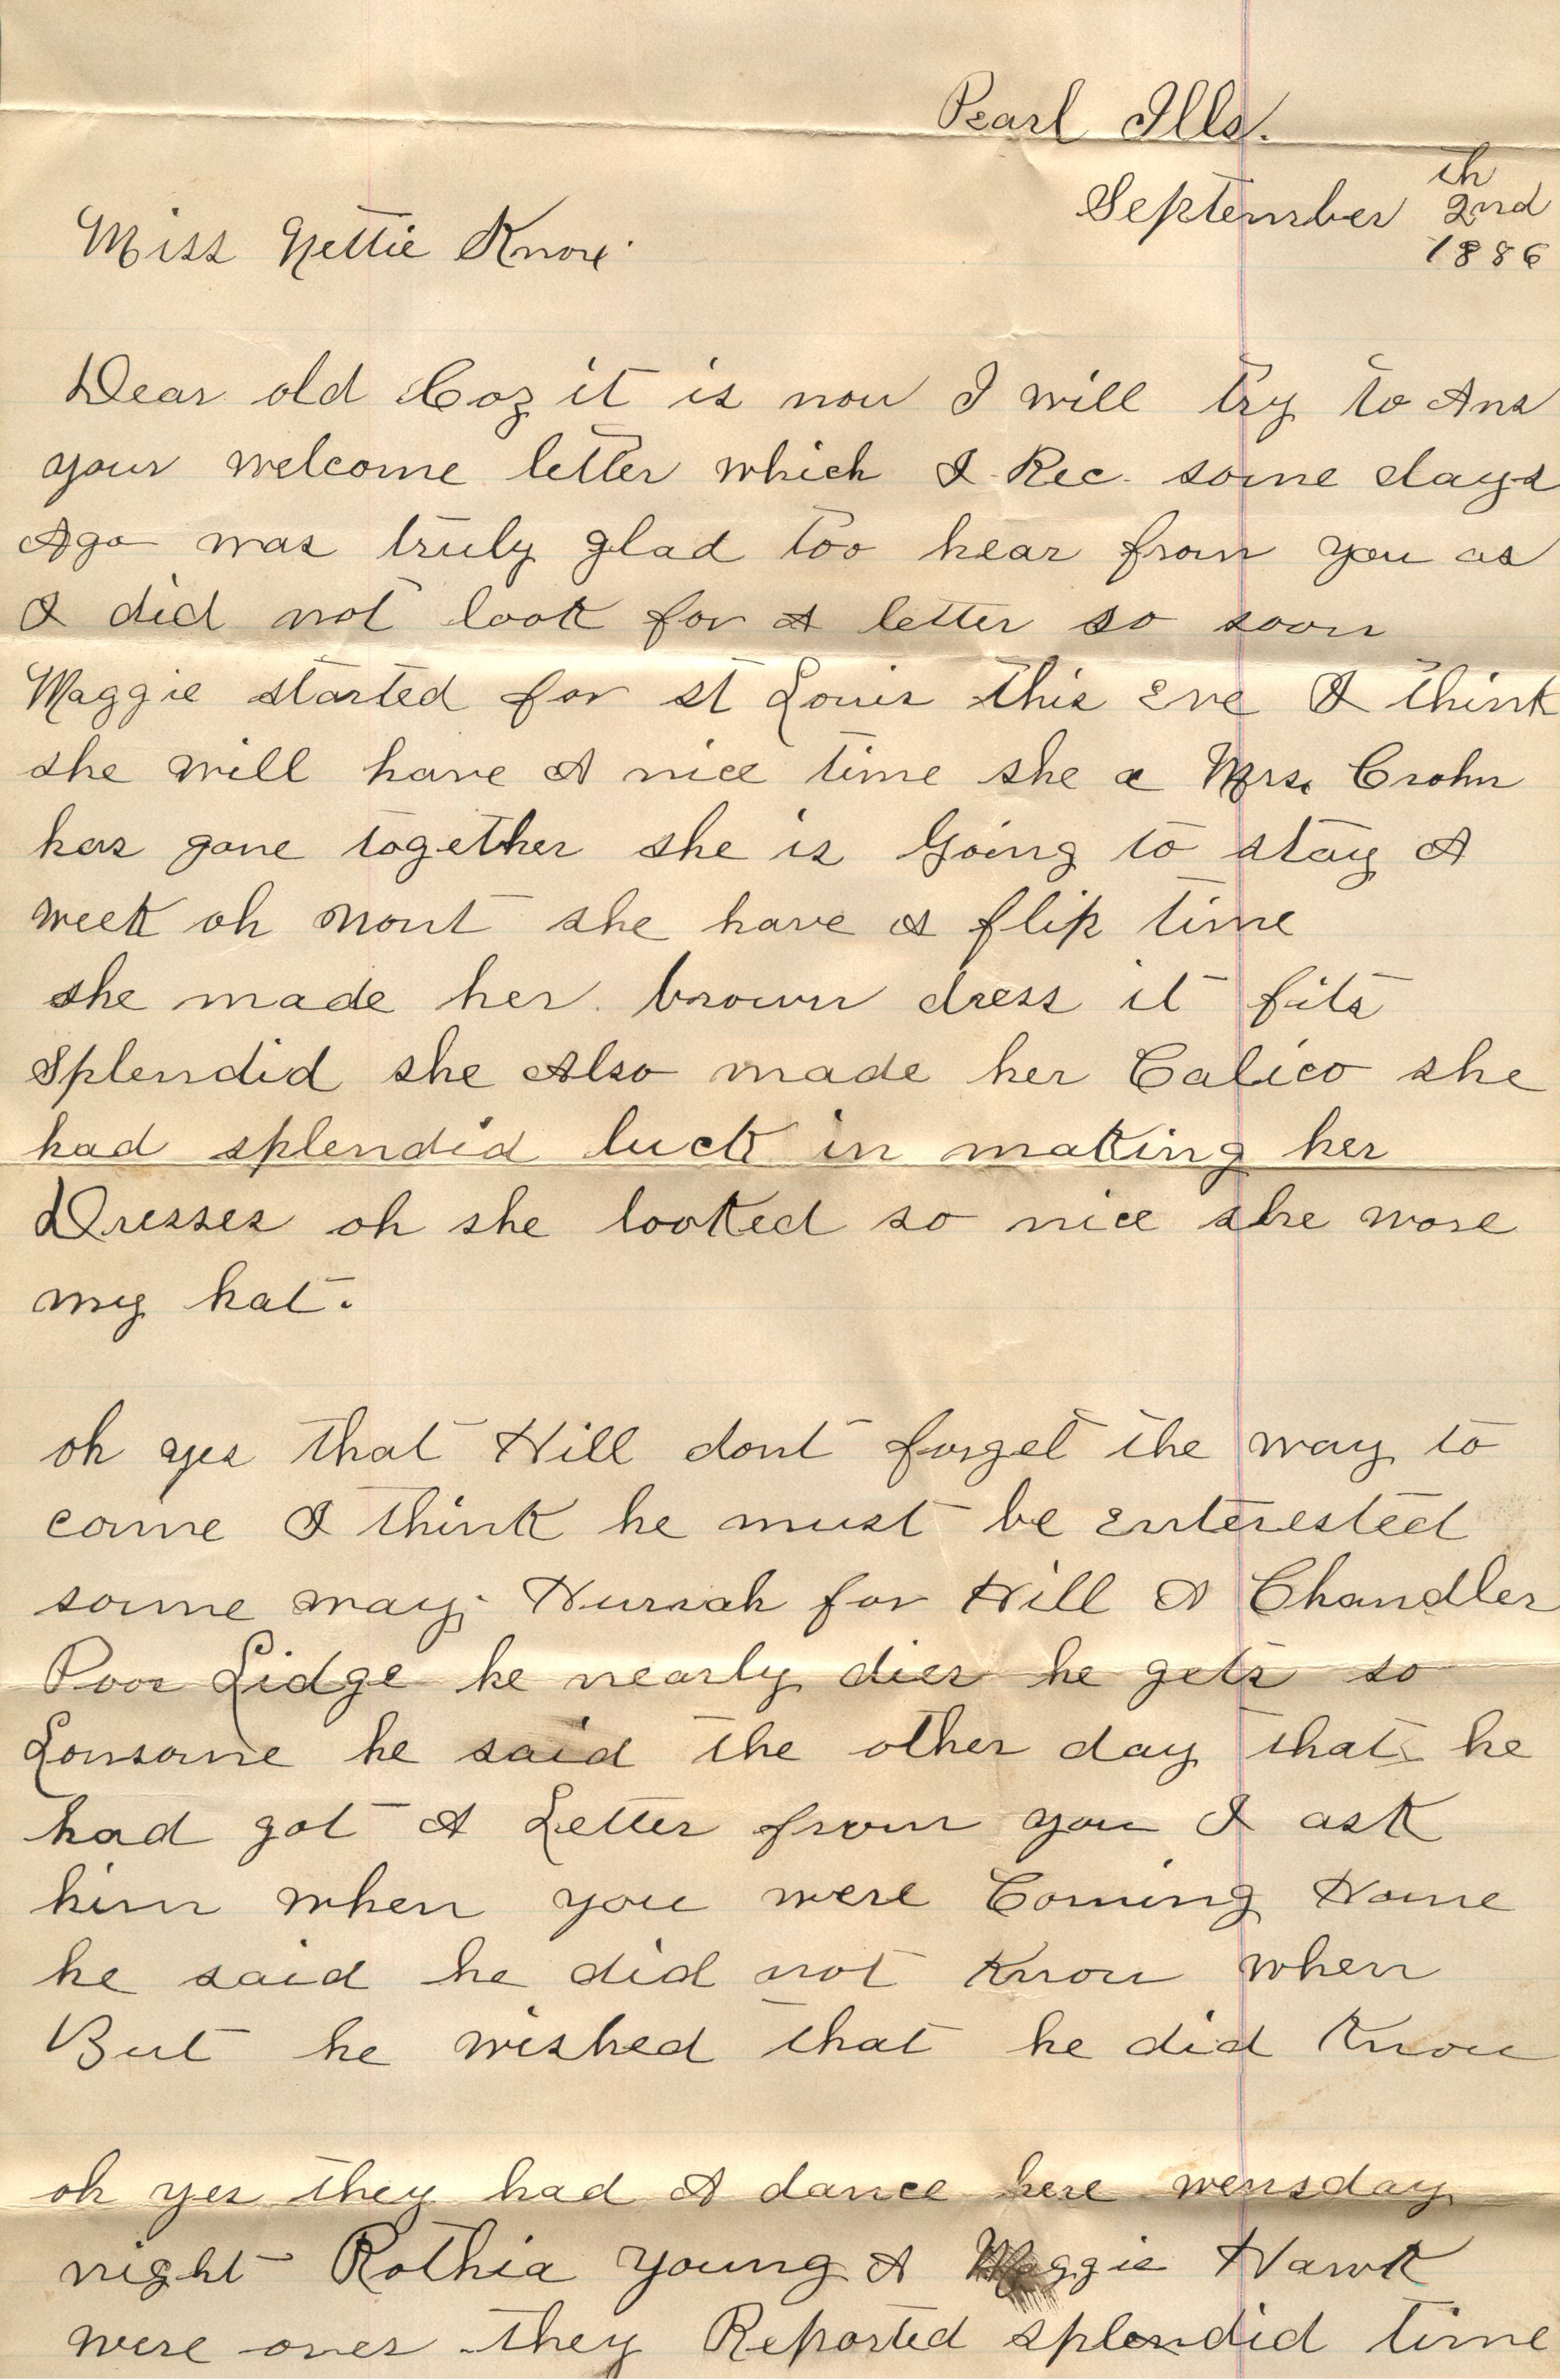 Pearl Ills.
September 2nd th
1886
Miss Nettie Knox
Dear old Coz it is now I will try to Ans
your welcome letter which I Rec. some days
Ago was truly glad too hear from you as
I did not look for A letter so soon
Maggie started for st Louis this Eve I think
she will have A nice time she & Mrs. Crohn
has gone together she is Going to stay A
week oh wont she have A flip time
she made her brown dress it fits
Splendid she Also made her Calico she
had splendid luck in making her
Dresses oh she looked so nice she wore
my hat.
oh yes that Hill dont forget the way to
come I think he must be Enterested
some way. Hurrah for Hill A Chandler
Poor Lidge he nearly dies he gets so
Lonsome he said the other day that he
had got A Letter from you I ask
him when you were Coming Home
he said he did not Know when
But he wished that he did Know
oh yes they had A dance here wensday
night Rothia Young A Maggie Hawk
were over they Reported splendid time